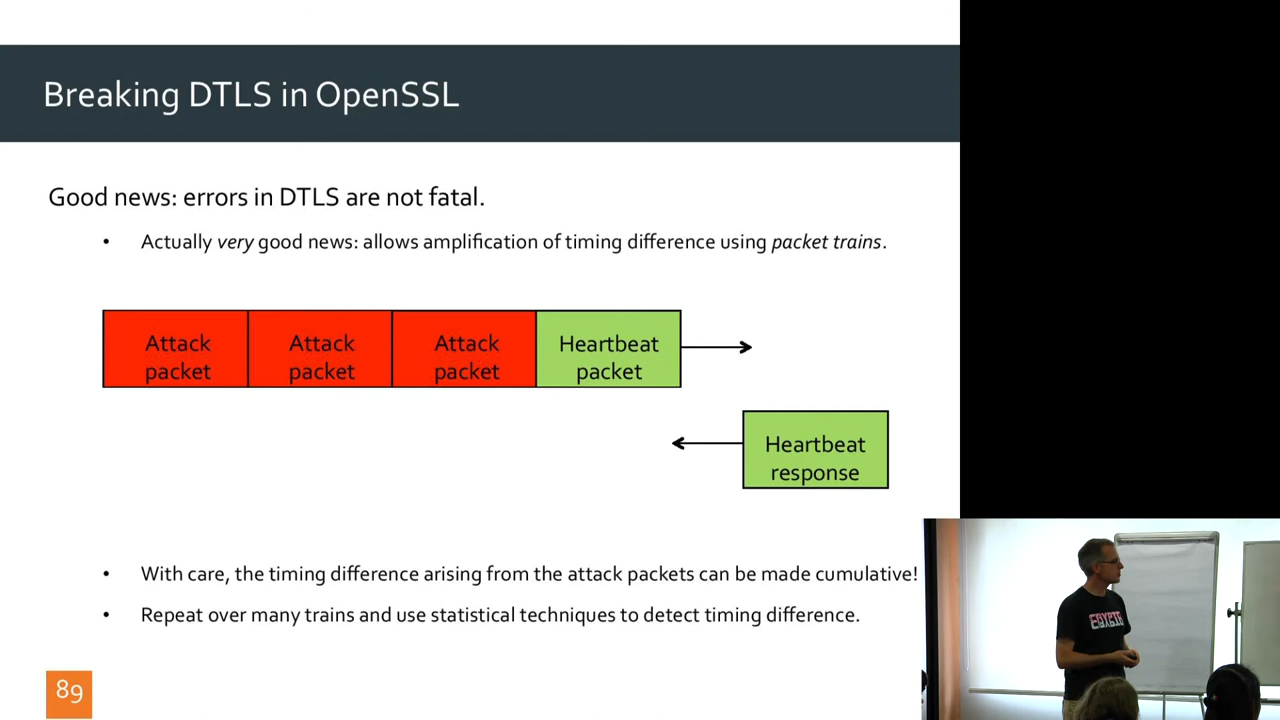 Breaking DTLS in OpenSSL
Good news: errors in DTLS are not fatal.
• Actually very good news: allows amplification of timing difference using packet trains.
Attack packet
Attack packet
Attack packet
Heartbeat packet
Heartbeat response
• With care, the timing difference arising from the attack packets can be made cumulative!
• Repeat over many trains and use statistical techniques to detect timing difference.
89
CRYPTO